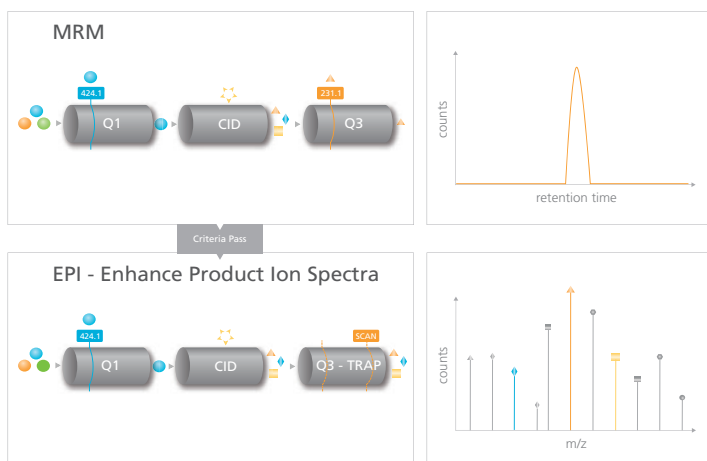 MRM
424.1
231.1
Q1
CID
Q3
counts
retention time
Criteria Pass
EPI - Enhance Product Ion Spectra
424.1
SCAN
Q1
CID
Q3 - TRAP
counts
m/z